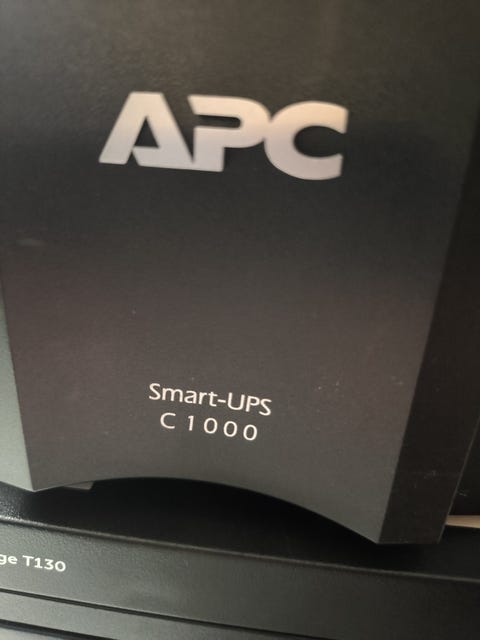 APC
Smart-UPS
C 1000
ge T130